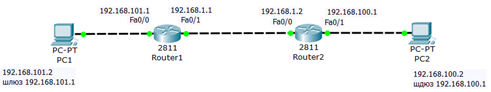 192.168.101.1 192.168.1.1 192.168.1.2 192.168.100.1
Fa0/0 Fa0/1 Fa0/0 Fa0/1
PC-PT 2811 2811 PC-PT
PC1 Router1 Router2 PC2
192.168.101.2 192.168.100.2
шлюз 192.168.101.1 шлюз 192.168.100.1